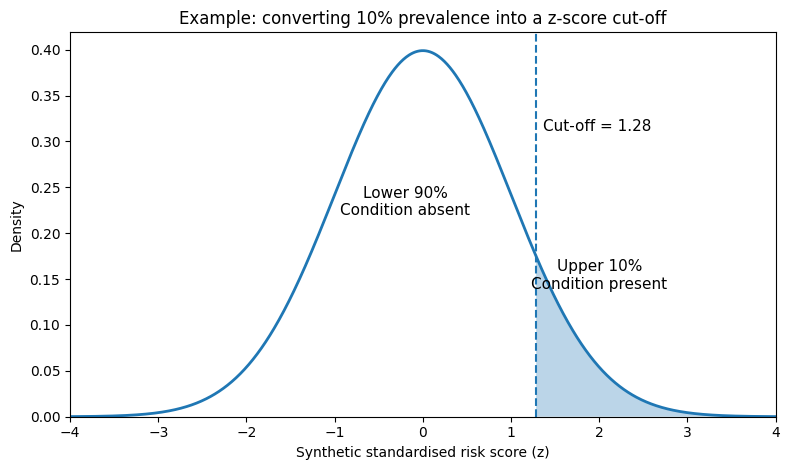 Example: converting 10% prevalence into a z-score cut-off
0.40
0.35
0.30
0.25
0.20
0.15
0.10
0.05
0.00
Density
Cut-off = 1.28
Lower 90%
Condition absent
Upper 10%
Condition present
−4
−3
−2
−1
0
1
2
3
4
Synthetic standardised risk score (z)